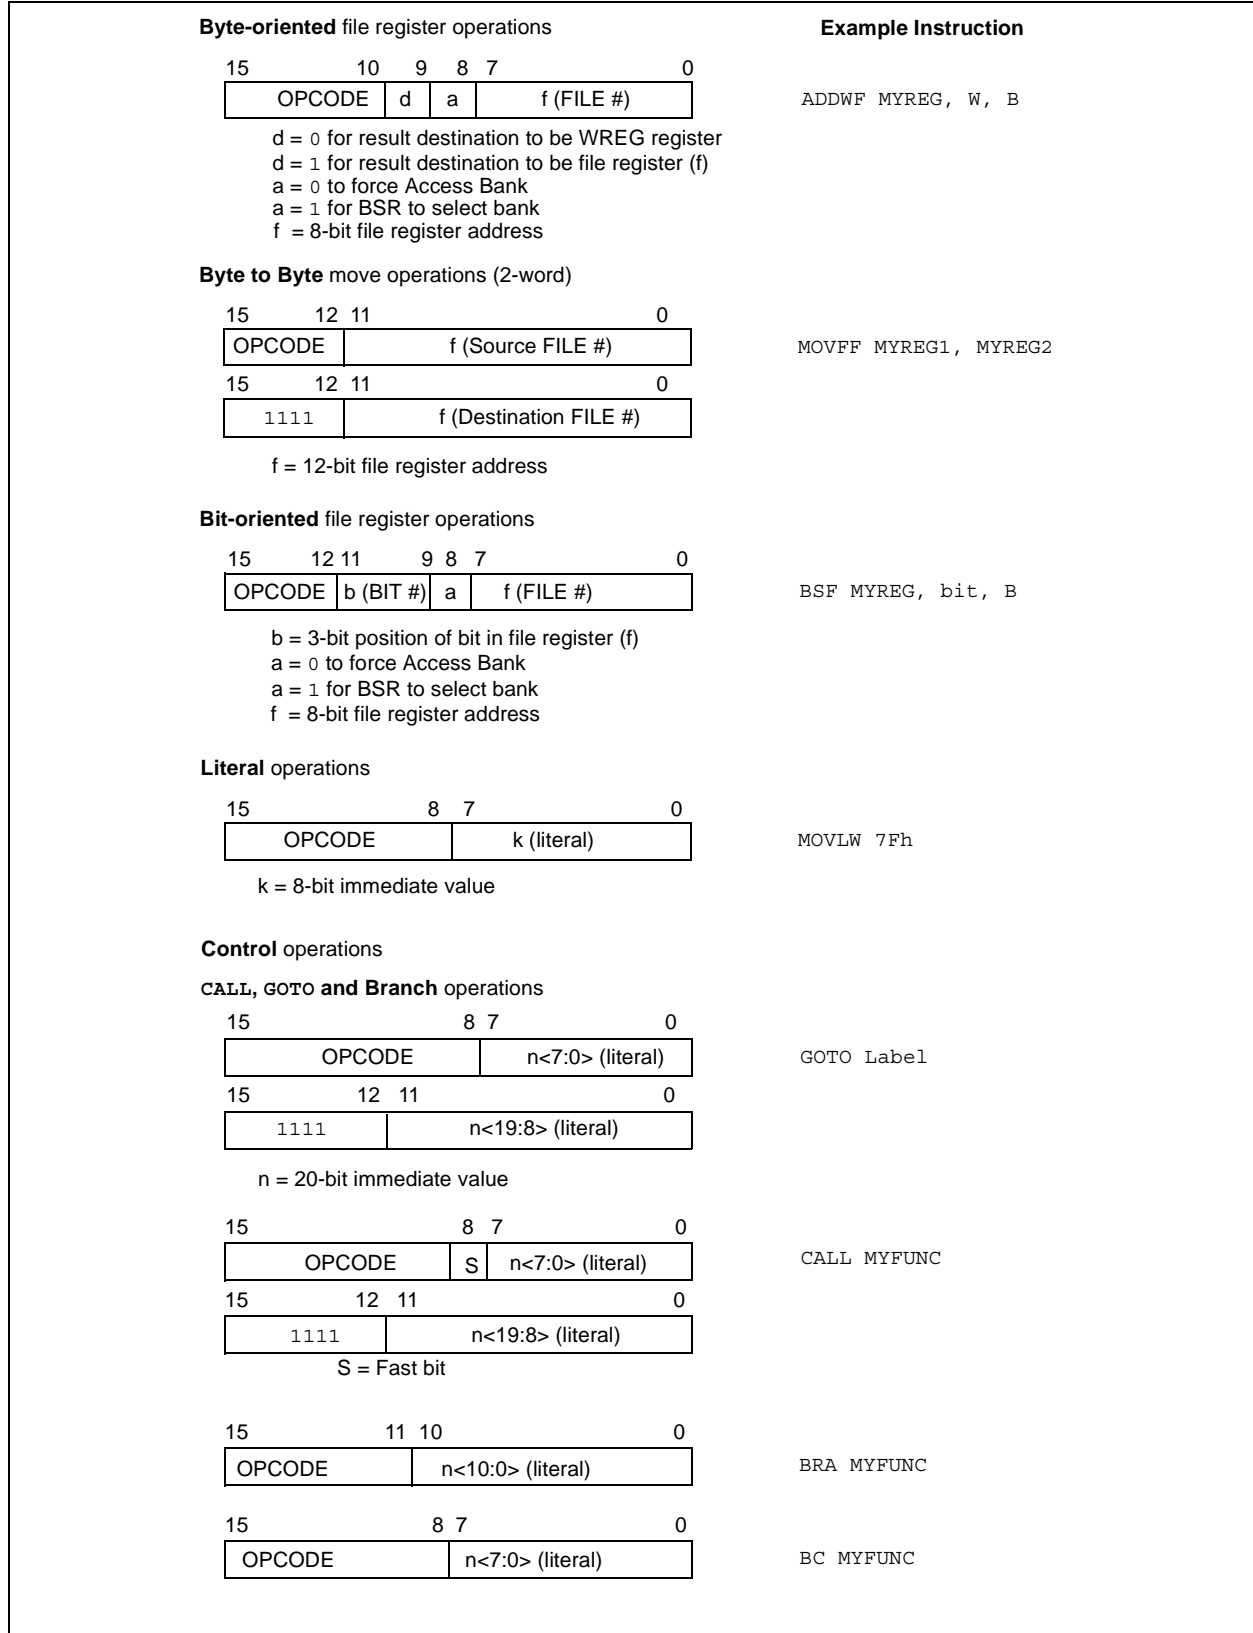 Byte-oriented file register operations Example Instruction
15 10 9 8 7 0
OPCODE d a f (FILE #) ADDWF MYREG, W, B
d = 0 for result destination to be WREG register
d = 1 for result destination to be file register (f)
a = 0 to force Access Bank
a = 1 for BSR to select bank
f = 8-bit file register address
Byte to Byte move operations (2-word)
15 12 11 0
OPCODE f (Source FILE #) MOVFF MYREG1, MYREG2
15 12 11 0
1111 f (Destination FILE #)
f = 12-bit file register address
Bit-oriented file register operations
15 12 11 9 8 7 0
OPCODE b (BIT #) a f (FILE #) BSF MYREG, bit, B
b = 3-bit position of bit in file register (f)
a = 0 to force Access Bank
a = 1 for BSR to select bank
f = 8-bit file register address
Literal operations
15 8 7 0
OPCODE k (literal) MOVLW 7Fh
k = 8-bit immediate value
Control operations
CALL, GOTO and Branch operations
15 8 7 0
OPCODE n<7:0> (literal) GOTO Label
15 12 11 0
1111 n<19:8> (literal)
n = 20-bit immediate value
15 8 7 0
OPCODE S n<7:0> (literal) CALL MYFUNC
15 12 11 0
1111 n<19:8> (literal)
S = Fast bit
15 11 10 0
OPCODE n<10:0> (literal) BRA MYFUNC
15 8 7 0
OPCODE n<7:0> (literal) BC MYFUNC